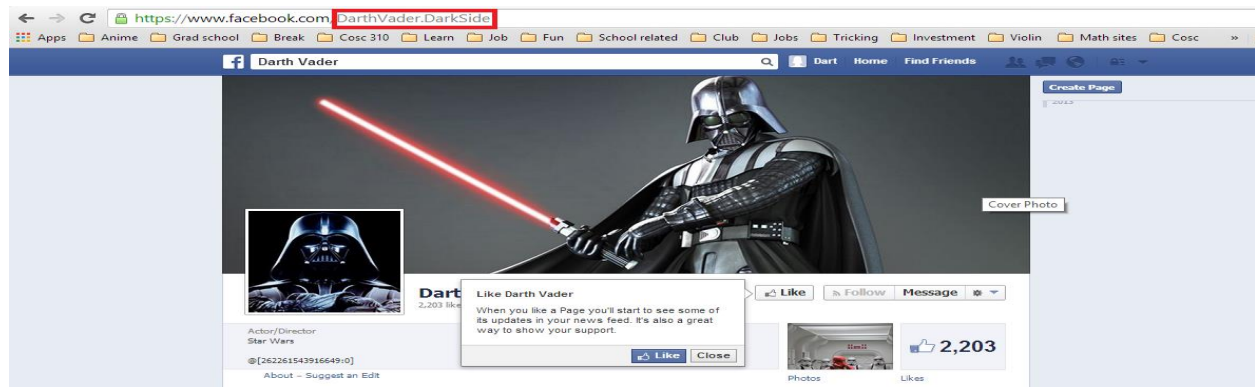 https://www.facebook.com/DarthVader.DarkSide
Apps Anime Grad school Break Cosc 310 Learn Job Fun School related Club Jobs Tricking Investment Violin Math sites Cosc »
f Darth Vader Dart Home Find Friends
Create Page
2013
Cover Photo
Dart
2,203 like
Like Darth Vader
When you like a Page you'll start to see some of
its updates in your news feed. It's also a great
way to show your support.
Like Close
Like Follow Message
Actor/Director
Star Wars
@[262261543916649:0]
About – Suggest an Edit
2,203
Photos Likes